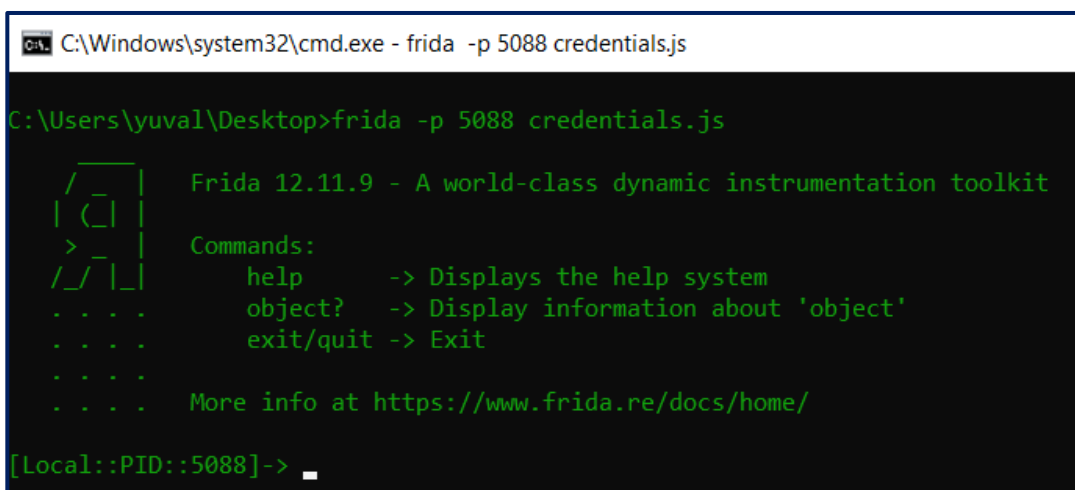 C:\Windows\system32\cmd.exe - frida  -p 5088 credentials.js
C:\Users\yuval\Desktop>frida -p 5088 credentials.js
     ____
    / _  |   Frida 12.11.9 - A world-class dynamic instrumentation toolkit
   | (_| |
    > _  |   Commands:
   /_/ |_|       help      -> Displays the help system
   . . . .       object?   -> Display information about 'object'
   . . . .       exit/quit -> Exit
   . . . .
   . . . .   More info at https://www.frida.re/docs/home/
[Local::PID::5088]->